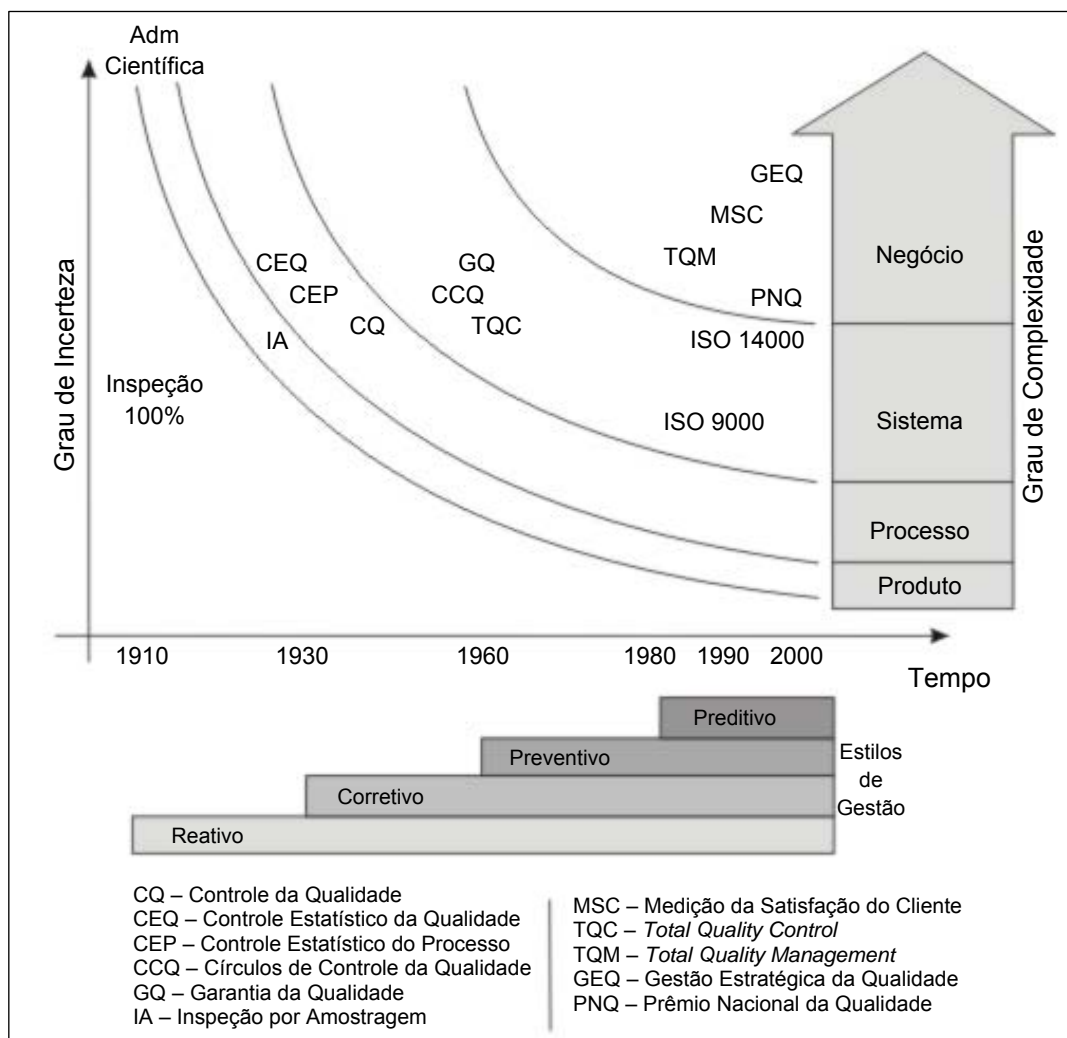 Adm
Científica
Grau de Incerteza
GEQ
MSC
TQM
PNQ
ISO 14000
ISO 9000
CEQ
CEP
CQ
IA
GQ
CCQ
TQC
Inspeção
100%
Negócio
Sistema
Processo
Produto
Grau de Complexidade
1910 1930 1960 1980 1990 2000
Tempo
Preditivo
Preventivo
Corretivo
Reativo
Estilos
de
Gestão
CQ – Controle da Qualidade
CEQ – Controle Estatístico da Qualidade
CEP – Controle Estatístico do Processo
CCQ – Círculos de Controle da Qualidade
GQ – Garantia da Qualidade
IA – Inspeção por Amostragem
MSC – Medição da Satisfação do Cliente
TQC – Total Quality Control
TQM – Total Quality Management
GEQ – Gestão Estratégica da Qualidade
PNQ – Prêmio Nacional da Qualidade